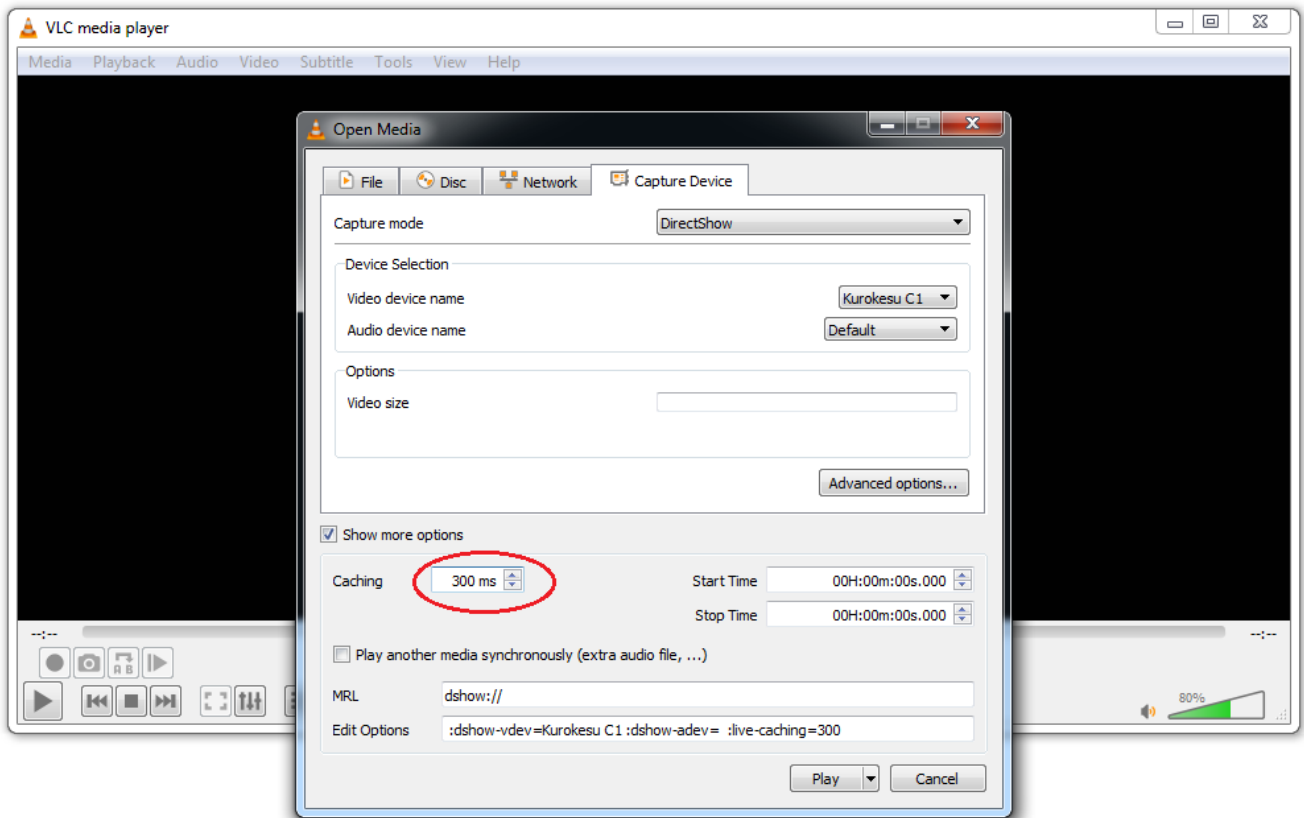 VLC media player
Media Playback Audio Video Subtitle Tools View Help
Open Media
File Disc Network Capture Device
Capture mode DirectShow
Device Selection
Video device name Kurokesu C1
Audio device name Default
Options
Video size
Advanced options...
Show more options
Caching 300 ms Start Time 00H:00m:00s.000
Stop Time 00H:00m:00s.000
--:-- --:--
A B
Play another media synchronously (extra audio file, ...)
MRL dshow://
80%
Edit Options :dshow-vdev=Kurokesu C1 :dshow-adev= :live-caching=300
Play Cancel